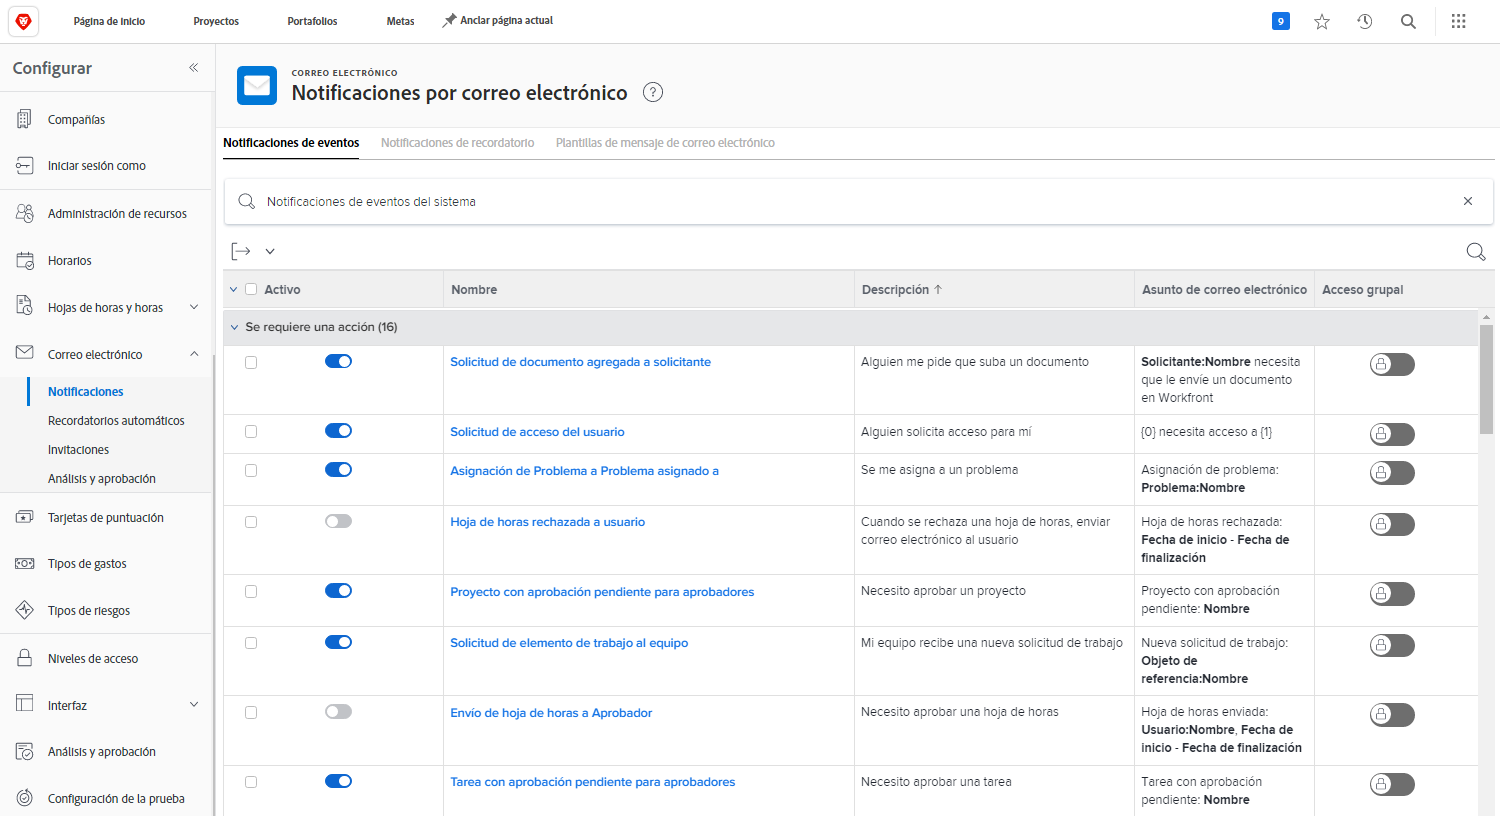 Página de inicio
Proyectos
Portafolios
Metas
Anclar página actual
9
Configurar
Compañías
Iniciar sesión como
Administración de recursos
Horarios
Hojas de horas y horas
Correo electrónico
Notificaciones
Recordatorios automáticos
Invitaciones
Análisis y aprobación
Tarjetas de puntuación
Tipos de gastos
Tipos de riesgos
Niveles de acceso
Interfaz
Análisis y aprobación
Configuración de la prueba
CORREO ELECTRÓNICO
Notificaciones por correo electrónico
?
Notificaciones de eventos
Notificaciones de recordatorio
Plantillas de mensaje de correo electrónico
Notificaciones de eventos del sistema
Activo
Nombre
Descripción
Asunto de correo electrónico
Acceso grupal
Se requiere una acción (16)
Solicitud de documento agregada a solicitante
Alguien me pide que suba un documento
Solicitante:Nombre necesita
que le envíe un documento
en Workfront
Solicitud de acceso del usuario
Alguien solicita acceso para mí
{0} necesita acceso a {1}
Asignación de Problema a Problema asignado a
Se me asigna a un problema
Asignación de problema:
Problema:Nombre
Hoja de horas rechazada a usuario
Cuando se rechaza una hoja de horas, enviar
correo electrónico al usuario
Hoja de horas rechazada:
Fecha de inicio - Fecha de
finalización
Proyecto con aprobación pendiente para aprobadores
Necesito aprobar un proyecto
Proyecto con aprobación
pendiente: Nombre
Solicitud de elemento de trabajo al equipo
Mi equipo recibe una nueva solicitud de trabajo
Nueva solicitud de trabajo:
Objeto de
referencia:Nombre
Envío de hoja de horas a Aprobador
Necesito aprobar una hoja de horas
Hoja de horas enviada:
Usuario:Nombre, Fecha de
inicio - Fecha de finalización
Tarea con aprobación pendiente para aprobadores
Necesito aprobar una tarea
Tarea con aprobación
pendiente: Nombre